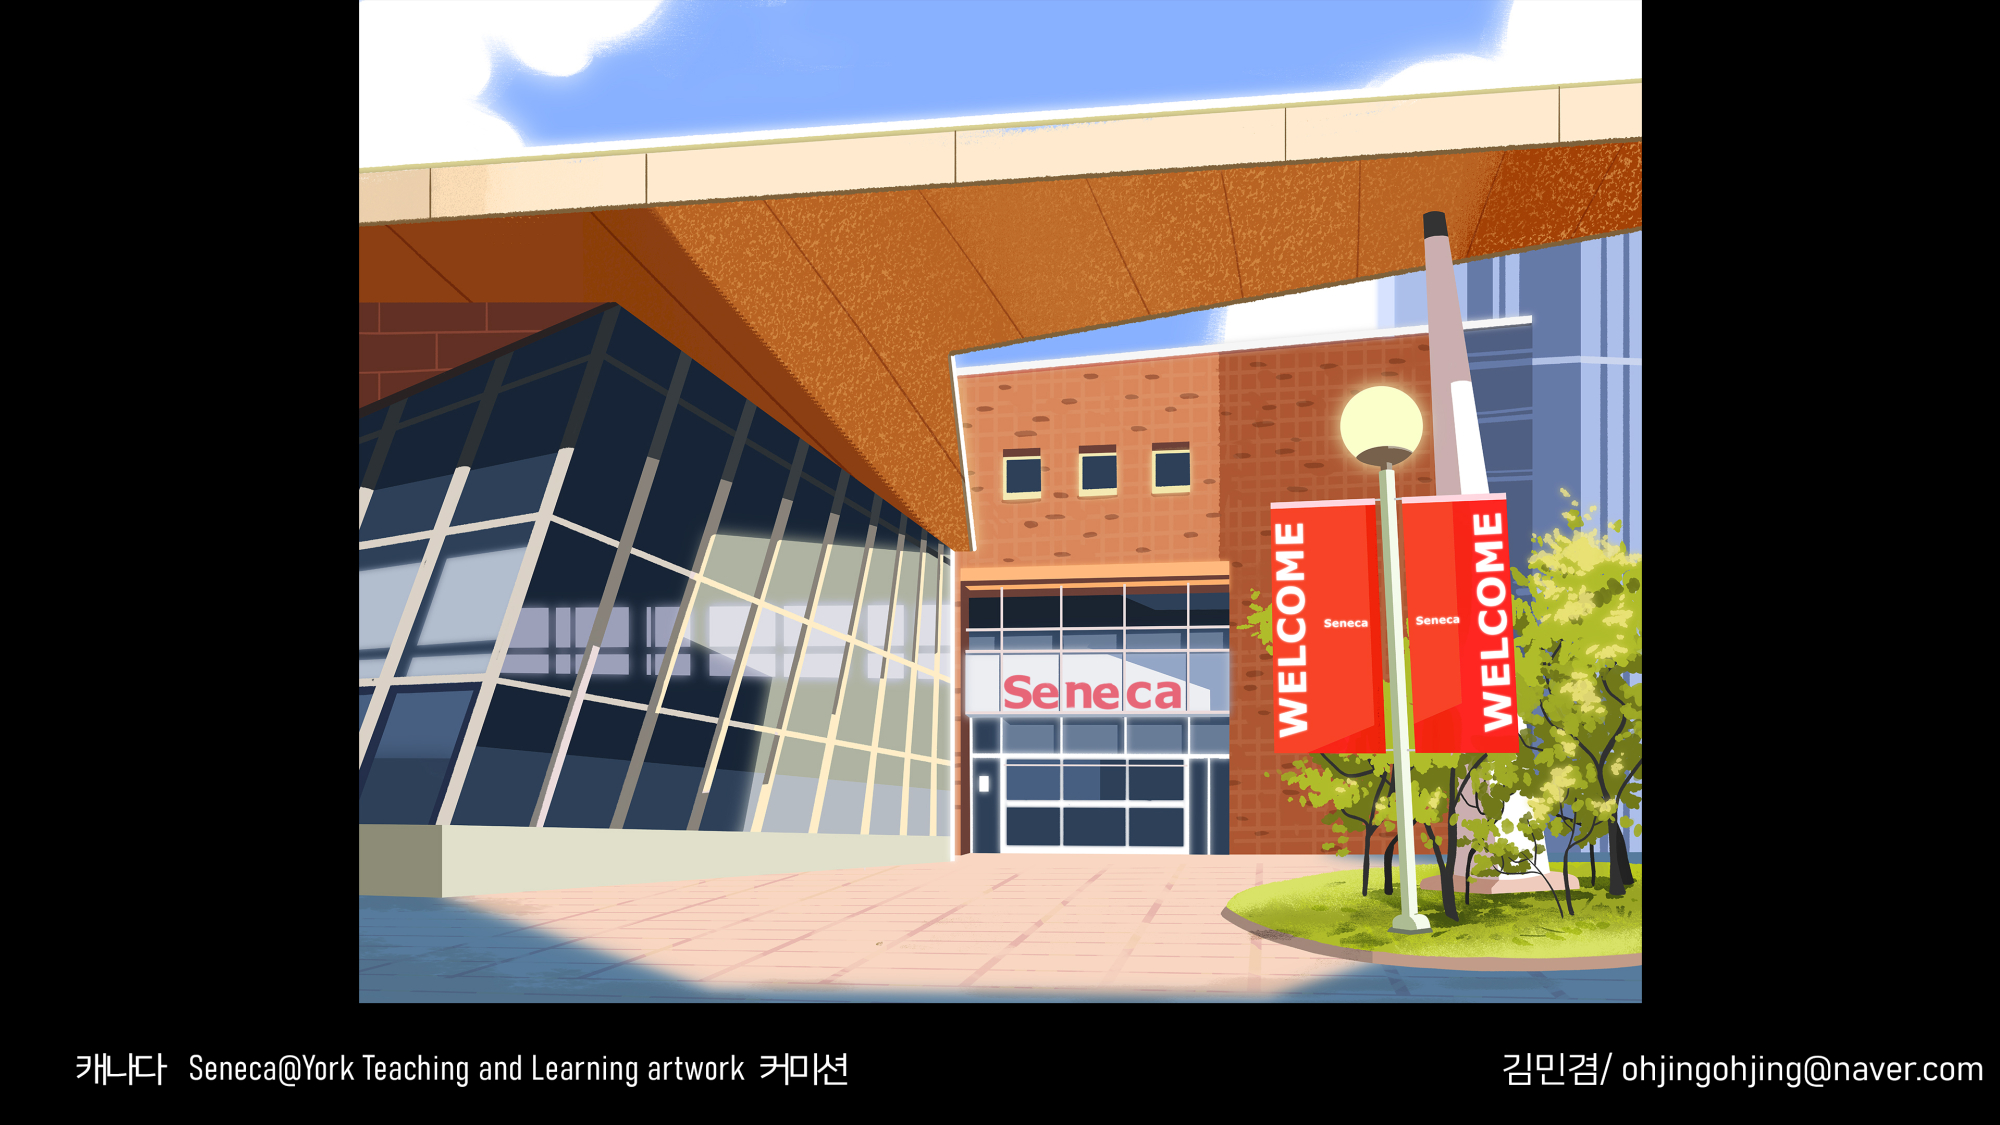 Seneca
WELCOME
Seneca
Seneca
WELCOME
캐나다 Seneca@York Teaching and Learning artwork 커미션
김민겸/ ohjingohjing@naver.com